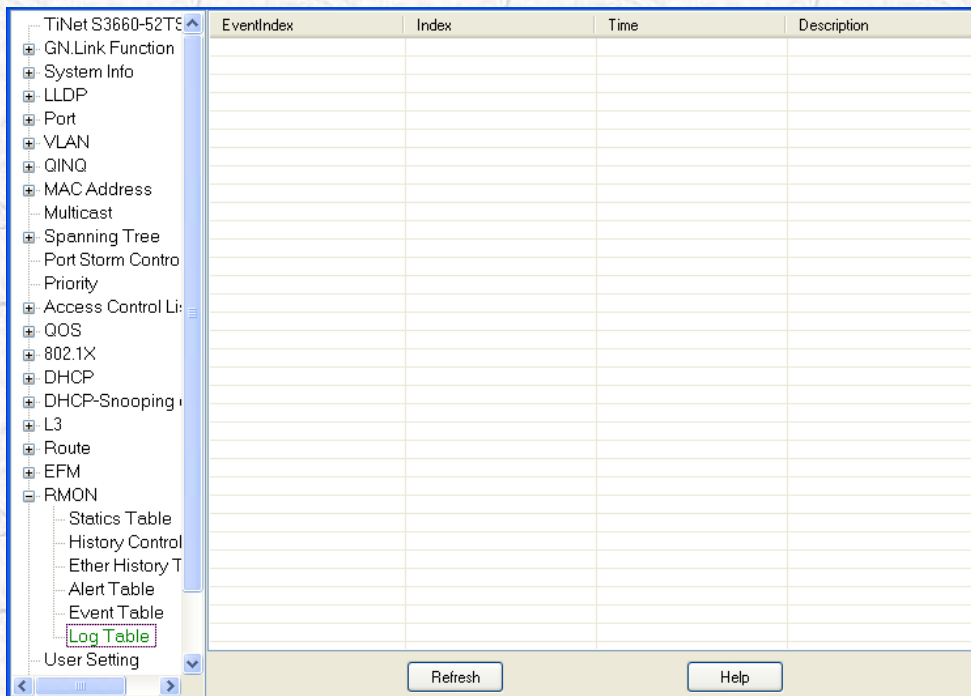 TiNet S3660-52TS
GN.Link Function
System Info
LLDP
Port
VLAN
QINQ
MAC Address
Multicast
Spanning Tree
Port Storm Contro
Priority
Access Control Li
QOS
802.1X
DHCP
DHCP-Snooping
L3
Route
EFM
RMON
Statics Table
History Control
Ether History T
Alert Table
Event Table
Log Table
User Setting
EventIndex Index Time Description
Refresh Help